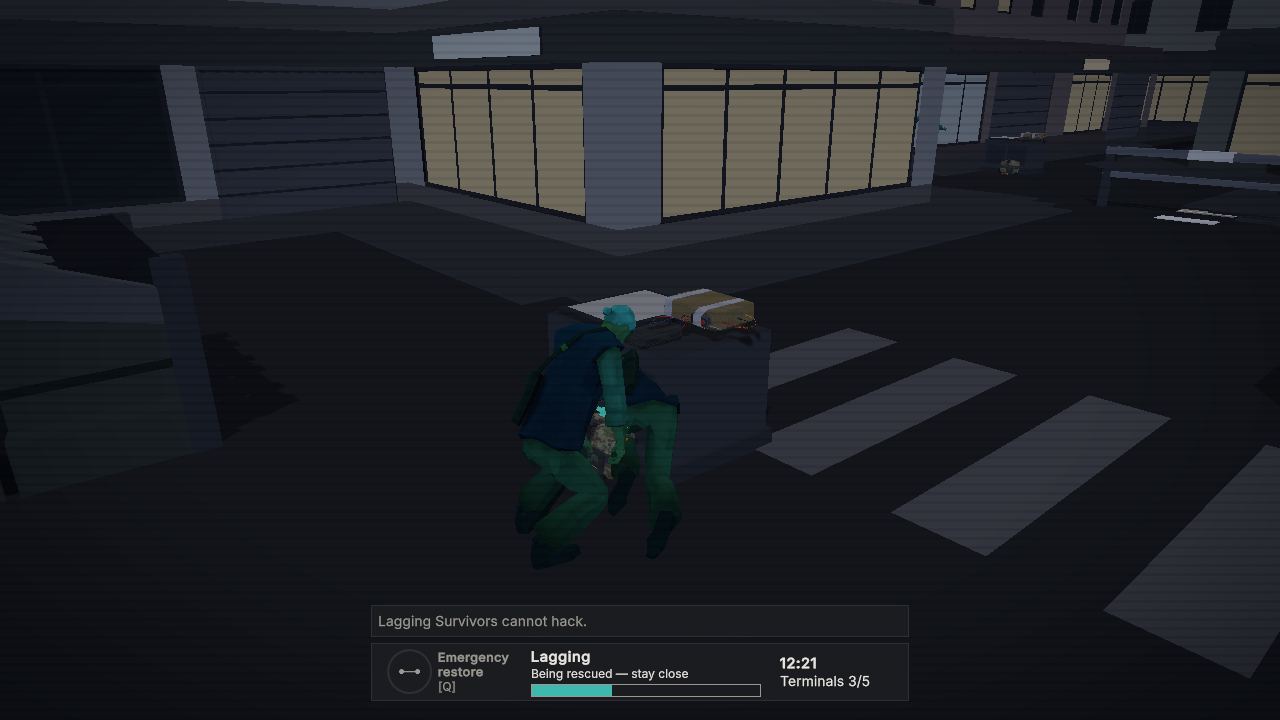 Lagging Survivors cannot hack.
Emergency
restore
[Q]
Lagging
Being rescued — stay close
12:21
Terminals 3/5